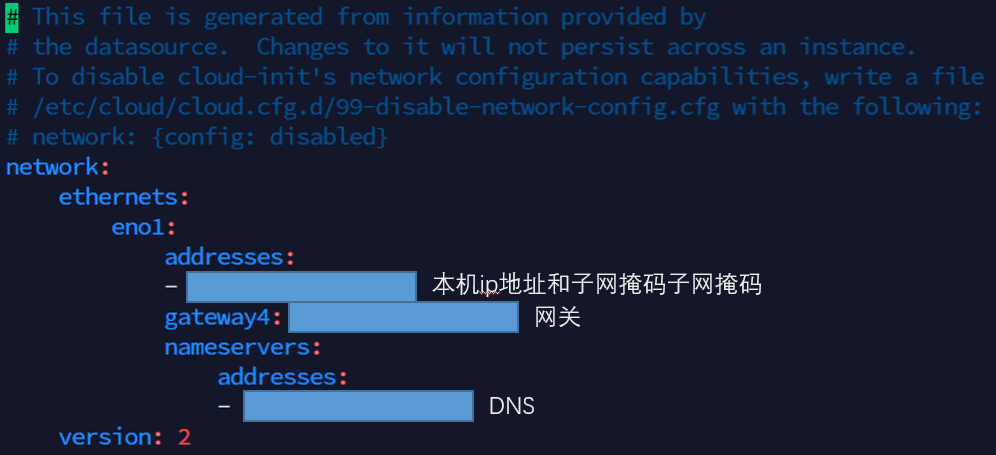 # This file is generated from information provided by
# the datasource.  Changes to it will not persist across an instance.
# To disable cloud-init's network configuration capabilities, write a file
# /etc/cloud/cloud.cfg.d/99-disable-network-config.cfg with the following:
# network: {config: disabled}
network:
    ethernets:
        eno1:
            addresses:
            - 本机ip地址和子网掩码子网掩码
            gateway4: 网关
            nameservers:
                addresses:
                - DNS
    version: 2